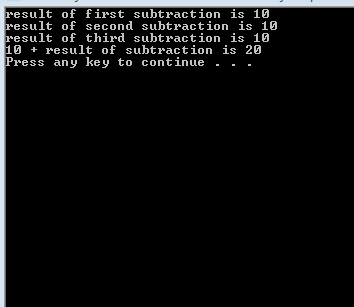 result of first subtraction is 10
result of second subtraction is 10
result of third subtraction is 10
10 + result of subtraction is 20
Press any key to continue . . .